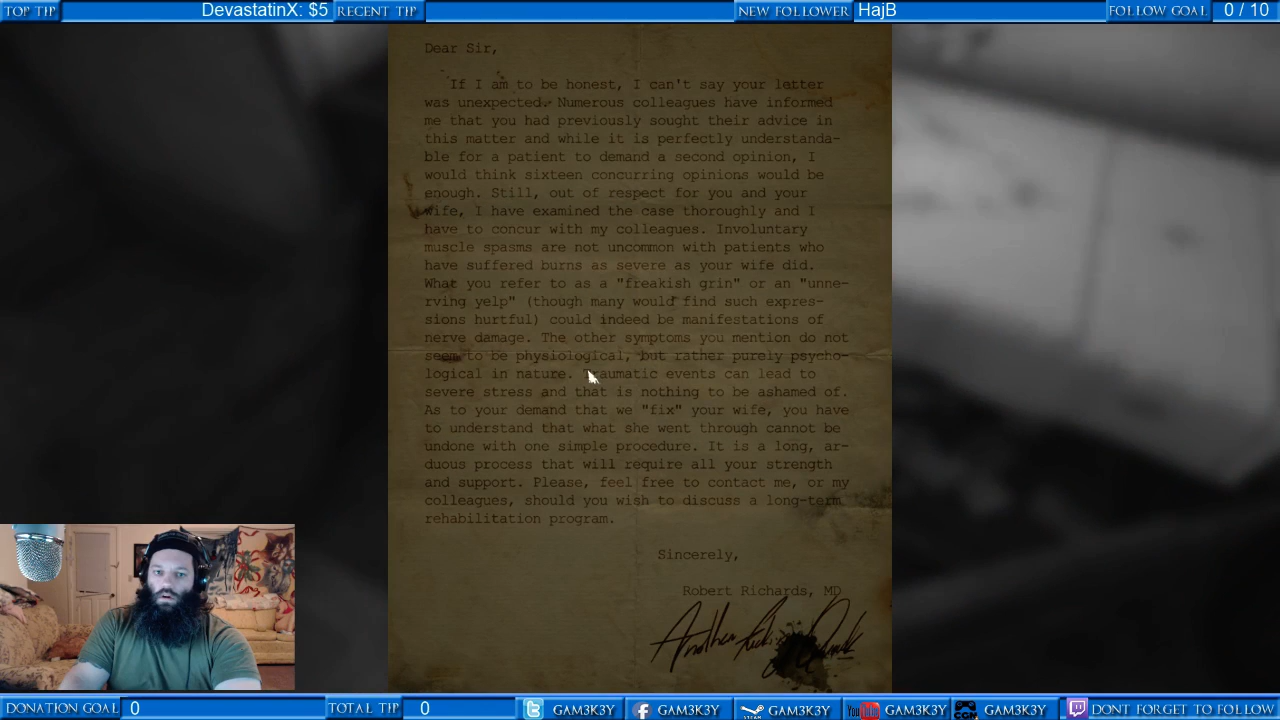 TOP TIP DevastatinX: $5 RECENT TIP NEW FOLLOWER HajB FOLLOW GOAL 0 / 10
Dear Sir,
If I am to be honest, I can't say your letter
was unexpected. Numerous colleagues have informed
me that you had previously sought their advice in
this matter and while it is perfectly understanda-
ble for a patient to demand a second opinion, I
would think sixteen concurring opinions would be
enough. Still, out of respect for you and your
wife, I have examined the case thoroughly and I
have to concur with my colleagues. Involuntary
muscle spasms are not uncommon with patients who
have suffered burns as severe as your wife did.
What you refer to as a "freakish grin" or an "unne-
rving yelp" (though many would find such expres-
sions hurtful) could indeed be manifestations of
nerve damage. The other symptoms you mention do not
seem to be physiological, but rather purely psycho-
logical in nature. Traumatic events can lead to
severe stress and that is nothing to be ashamed of.
As to your demand that we "fix" your wife, you have
to understand that what she went through cannot be
undone with one simple procedure. It is a long, ar-
duous process that will require all your strength
and support. Please, feel free to contact me, or my
colleagues, should you wish to discuss a long-term
rehabilitation program.
Sincerely,
Robert Richards, MD
Another
DONATION GOAL 0 TOTAL TIP 0 GAM3K3Y GAM3K3Y STEAM GAM3K3Y YouTube GAM3K3Y CCM GAM3K3Y DONT FORGET TO FOLLOW